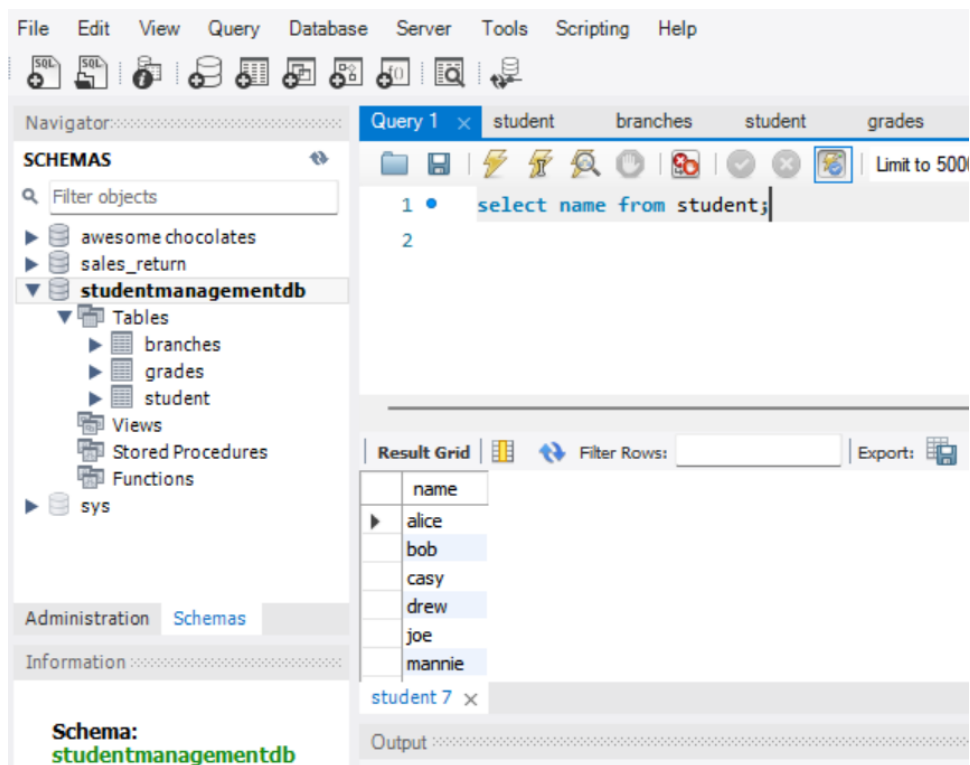 File Edit View Query Database Server Tools Scripting Help
SQL SQL
Navigator
SCHEMAS
Filter objects
awesome chocolates
sales_return
studentmanagementdb
Tables
branches
grades
student
Views
Stored Procedures
Functions
sys
Administration Schemas
Information
Schema:
studentmanagementdb
Query 1 student branches student grades
Limit to 5000
1 select name from student;
2
Result Grid Filter Rows: Export:
name
alice
bob
casy
drew
joe
mannie
student 7
Output